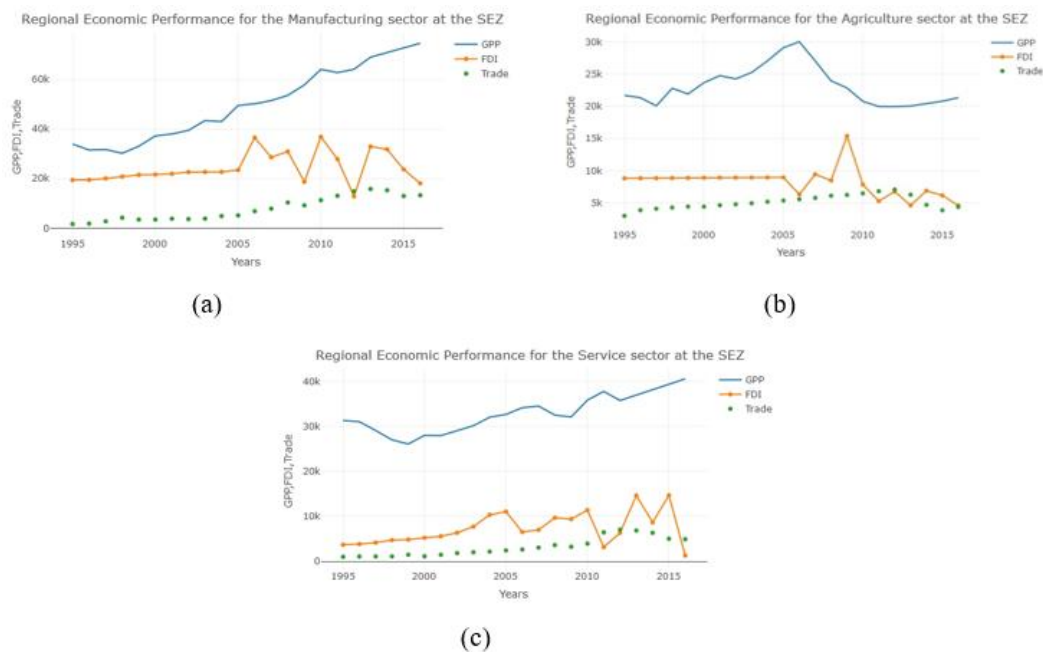 Regional Economic Performance for the Manufacturing sector at the SEZ
GPP
FDI
Trade
60k
40k
20k
0
GPP,FDI,Trade
1995 2000 2005 2010 2015
Years
(a)
Regional Economic Performance for the Agriculture sector at the SEZ
GPP
FDI
Trade
30k
25k
20k
15k
10k
5k
GPP,FDI,Trade
1995 2000 2005 2010 2015
Years
(b)
Regional Economic Performance for the Service sector at the SEZ
GPP
FDI
Trade
40k
30k
20k
10k
0
GPP,FDI,Trade
1995 2000 2005 2010 2015
Years
(c)